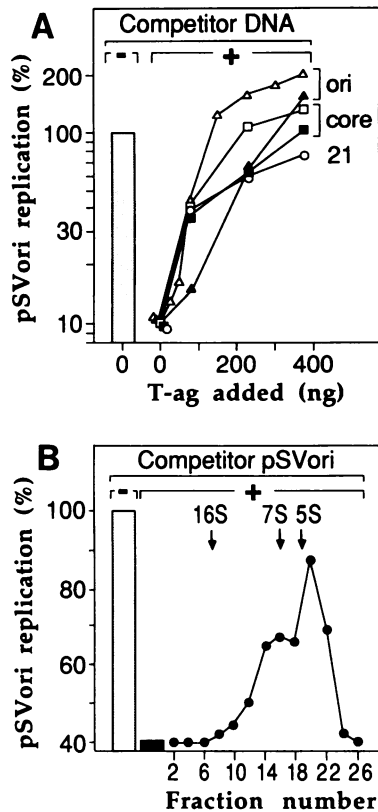 A
Competitor DNA
- +
pSVori replication (%)
200
100
30
10
ori
core
21
0 0 200 400
T-ag added (ng)
B
Competitor pSVori
- +
16S 7S 5S
pSVori replication (%)
100
80
60
40
2 6 10 14 18 22 26
Fraction number